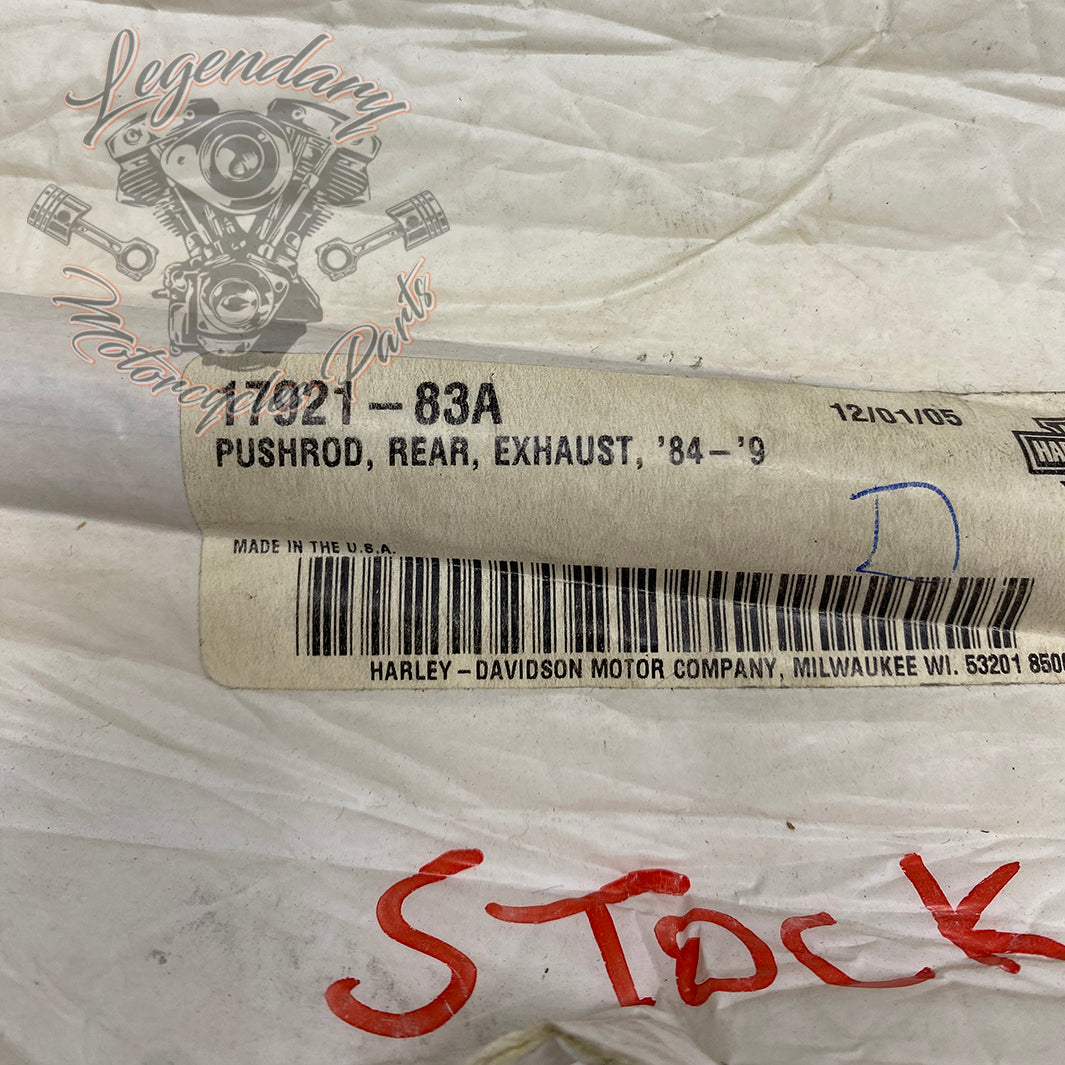 Legendary
Motorcycle Parts
17921-83A
12/01/05
PUSHROD, REAR, EXHAUST, '84-'9
MADE IN THE U.S.A.
HARLEY-DAVIDSON MOTOR COMPANY, MILWAUKEE WI. 53201 850
D
STOCK